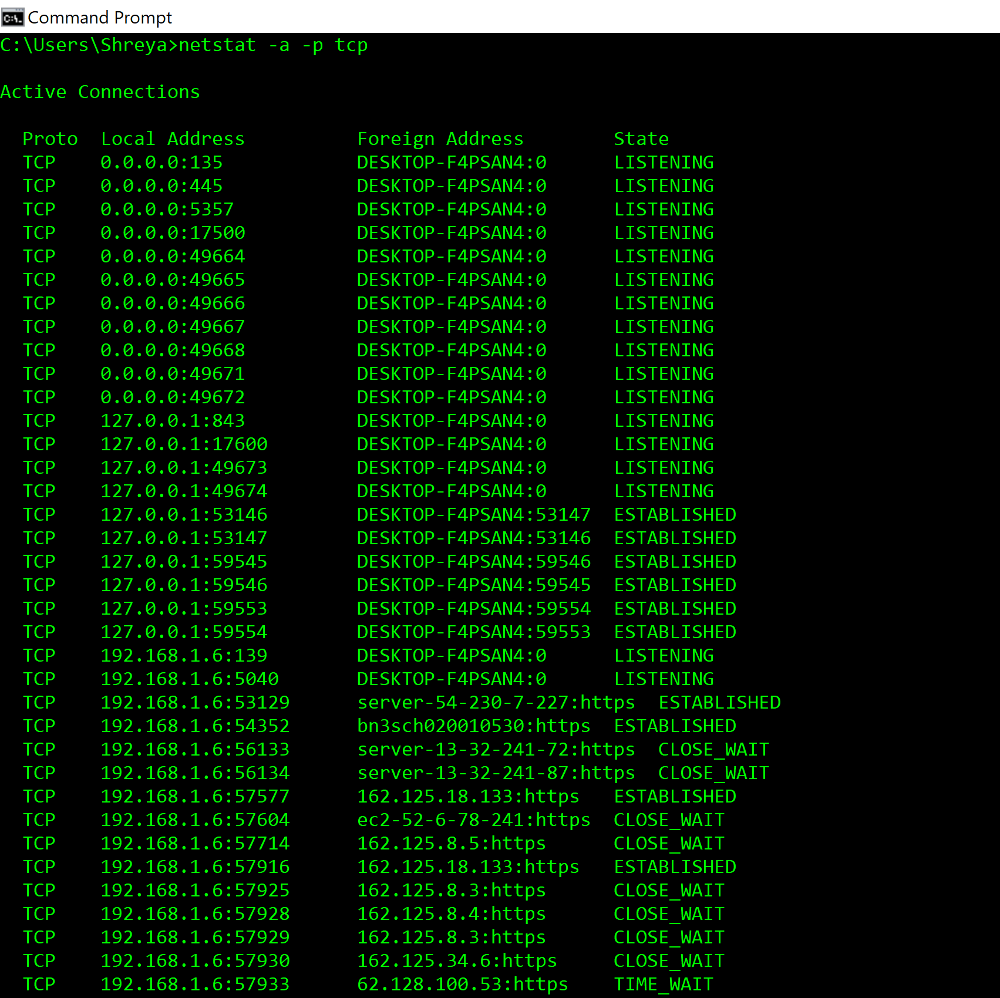 Command Prompt
C:\Users\Shreya>netstat -a -p tcp
Active Connections
Proto  Local Address          Foreign Address        State
TCP    0.0.0.0:135            DESKTOP-F4PSAN4:0      LISTENING
TCP    0.0.0.0:445            DESKTOP-F4PSAN4:0      LISTENING
TCP    0.0.0.0:5357           DESKTOP-F4PSAN4:0      LISTENING
TCP    0.0.0.0:17500          DESKTOP-F4PSAN4:0      LISTENING
TCP    0.0.0.0:49664          DESKTOP-F4PSAN4:0      LISTENING
TCP    0.0.0.0:49665          DESKTOP-F4PSAN4:0      LISTENING
TCP    0.0.0.0:49666          DESKTOP-F4PSAN4:0      LISTENING
TCP    0.0.0.0:49667          DESKTOP-F4PSAN4:0      LISTENING
TCP    0.0.0.0:49668          DESKTOP-F4PSAN4:0      LISTENING
TCP    0.0.0.0:49671          DESKTOP-F4PSAN4:0      LISTENING
TCP    0.0.0.0:49672          DESKTOP-F4PSAN4:0      LISTENING
TCP    127.0.0.1:843          DESKTOP-F4PSAN4:0      LISTENING
TCP    127.0.0.1:17600        DESKTOP-F4PSAN4:0      LISTENING
TCP    127.0.0.1:49673        DESKTOP-F4PSAN4:0      LISTENING
TCP    127.0.0.1:49674        DESKTOP-F4PSAN4:0      LISTENING
TCP    127.0.0.1:53146        DESKTOP-F4PSAN4:53147  ESTABLISHED
TCP    127.0.0.1:53147        DESKTOP-F4PSAN4:53146  ESTABLISHED
TCP    127.0.0.1:59545        DESKTOP-F4PSAN4:59546  ESTABLISHED
TCP    127.0.0.1:59546        DESKTOP-F4PSAN4:59545  ESTABLISHED
TCP    127.0.0.1:59553        DESKTOP-F4PSAN4:59554  ESTABLISHED
TCP    127.0.0.1:59554        DESKTOP-F4PSAN4:59553  ESTABLISHED
TCP    192.168.1.6:139        DESKTOP-F4PSAN4:0      LISTENING
TCP    192.168.1.6:5040       DESKTOP-F4PSAN4:0      LISTENING
TCP    192.168.1.6:53129      server-54-230-7-227:https  ESTABLISHED
TCP    192.168.1.6:54352      bn3sch020010530:https  ESTABLISHED
TCP    192.168.1.6:56133      server-13-32-241-72:https  CLOSE_WAIT
TCP    192.168.1.6:56134      server-13-32-241-87:https  CLOSE_WAIT
TCP    192.168.1.6:57577      162.125.18.133:https   ESTABLISHED
TCP    192.168.1.6:57604      ec2-52-6-78-241:https  CLOSE_WAIT
TCP    192.168.1.6:57714      162.125.8.5:https      CLOSE_WAIT
TCP    192.168.1.6:57916      162.125.18.133:https   ESTABLISHED
TCP    192.168.1.6:57925      162.125.8.3:https      CLOSE_WAIT
TCP    192.168.1.6:57928      162.125.8.4:https      CLOSE_WAIT
TCP    192.168.1.6:57929      162.125.8.3:https      CLOSE_WAIT
TCP    192.168.1.6:57930      162.125.34.6:https     CLOSE_WAIT
TCP    192.168.1.6:57933      62.128.100.53:https    TIME_WAIT